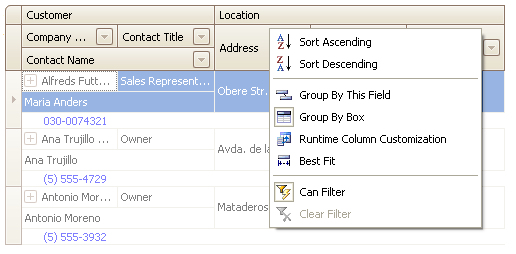 Customer Location
Company ... Contact Title
Address
Contact Name
Sort Ascending
Sort Descending
Group By This Field
Group By Box
Runtime Column Customization
Best Fit
Can Filter
Clear Filter
Alfreds Futt... Sales Represent...
Obere Str.
Maria Anders
030-0074321
Ana Trujillo ... Owner
Avda. de la
Ana Trujillo
(5) 555-4729
Antonio Mor... Owner
Mataderos
Antonio Moreno
(5) 555-3932